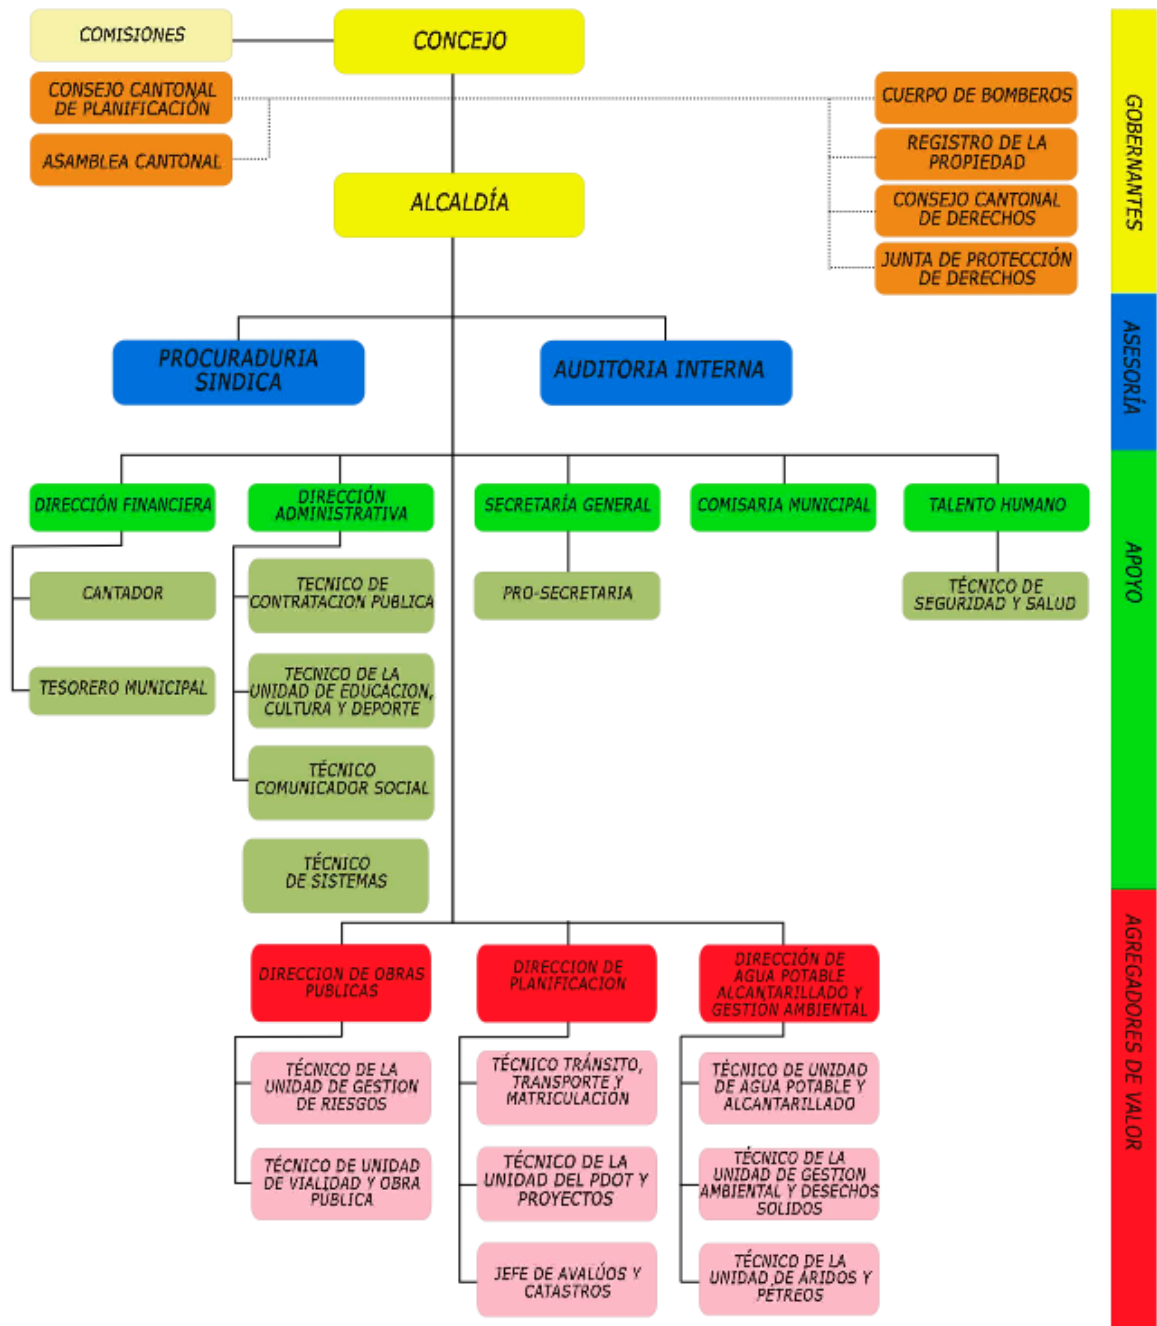 COMISIONES
CONCEJO
CONSEJO CANTONAL
DE PLANIFICACIÓN
ASAMBLEA CANTONAL
CUERPO DE BOMBEROS
REGISTRO DE LA
PROPIEDAD
CONSEJO CANTONAL
DE DERECHOS
JUNTA DE PROTECCIÓN
DE DERECHOS
ALCALDÍA
GOBERNANTES
PROCURADURIA
SINDICA
AUDITORIA INTERNA
ASESORÍA
DIRECCIÓN FINANCIERA
DIRECCIÓN
ADMINISTRATIVA
SECRETARÍA GENERAL
COMISARIA MUNICIPAL
TALENTO HUMANO
CANTADOR
TESORERO MUNICIPAL
TECNICO DE
CONTRATACION PUBLICA
TECNICO DE LA
UNIDAD DE EDUCACION,
CULTURA Y DEPORTE
TÉCNICO
COMUNICADOR SOCIAL
TÉCNICO
DE SISTEMAS
PRO-SECRETARIA
TÉCNICO DE
SEGURIDAD Y SALUD
APOYO
DIRECCION DE OBRAS
PUBLICAS
DIRECCION DE
PLANIFICACION
DIRECCIÓN DE
AGUA POTABLE
ALCANTARILLADO Y
GESTIÓN AMBIENTAL
TÉCNICO DE LA
UNIDAD DE GESTION
DE RIESGOS
TÉCNICO DE UNIDAD
DE VIALIDAD Y OBRA
PÚBLICA
TÉCNICO TRÁNSITO,
TRANSPORTE Y
MATRICULACIÓN
TÉCNICO DE LA
UNIDAD DEL PDOT Y
PROYECTOS
JEFE DE AVALÚOS Y
CATASTROS
TÉCNICO DE UNIDAD
DE AGUA POTABLE Y
ALCANTARILLADO
TÉCNICO DE LA
UNIDAD DE GESTION
AMBIENTAL Y DESECHOS
SOLIDOS
TÉCNICO DE LA
UNIDAD DE ÁRIDOS Y
PÉTREOS
AGREGADORES DE VALOR